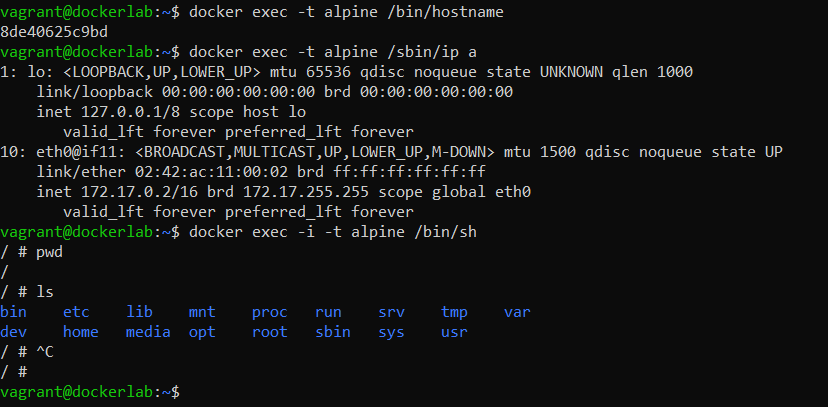 vagrant@dockerlab:~$ docker exec -t alpine /bin/hostname
8de40625c9bd
vagrant@dockerlab:~$ docker exec -t alpine /sbin/ip a
1: lo: <LOOPBACK,UP,LOWER_UP> mtu 65536 qdisc noqueue state UNKNOWN qlen 1000
    link/loopback 00:00:00:00:00:00 brd 00:00:00:00:00:00
    inet 127.0.0.1/8 scope host lo
       valid_lft forever preferred_lft forever
10: eth0@if11: <BROADCAST,MULTICAST,UP,LOWER_UP,M-DOWN> mtu 1500 qdisc noqueue state UP
    link/ether 02:42:ac:11:00:02 brd ff:ff:ff:ff:ff:ff
    inet 172.17.0.2/16 brd 172.17.255.255 scope global eth0
       valid_lft forever preferred_lft forever
vagrant@dockerlab:~$ docker exec -i -t alpine /bin/sh
/ # pwd
/
/ # ls
bin    etc    lib    mnt    proc   run    srv    tmp    var
dev    home   media  opt    root   sbin   sys    usr
/ # ^C
/ #
vagrant@dockerlab:~$